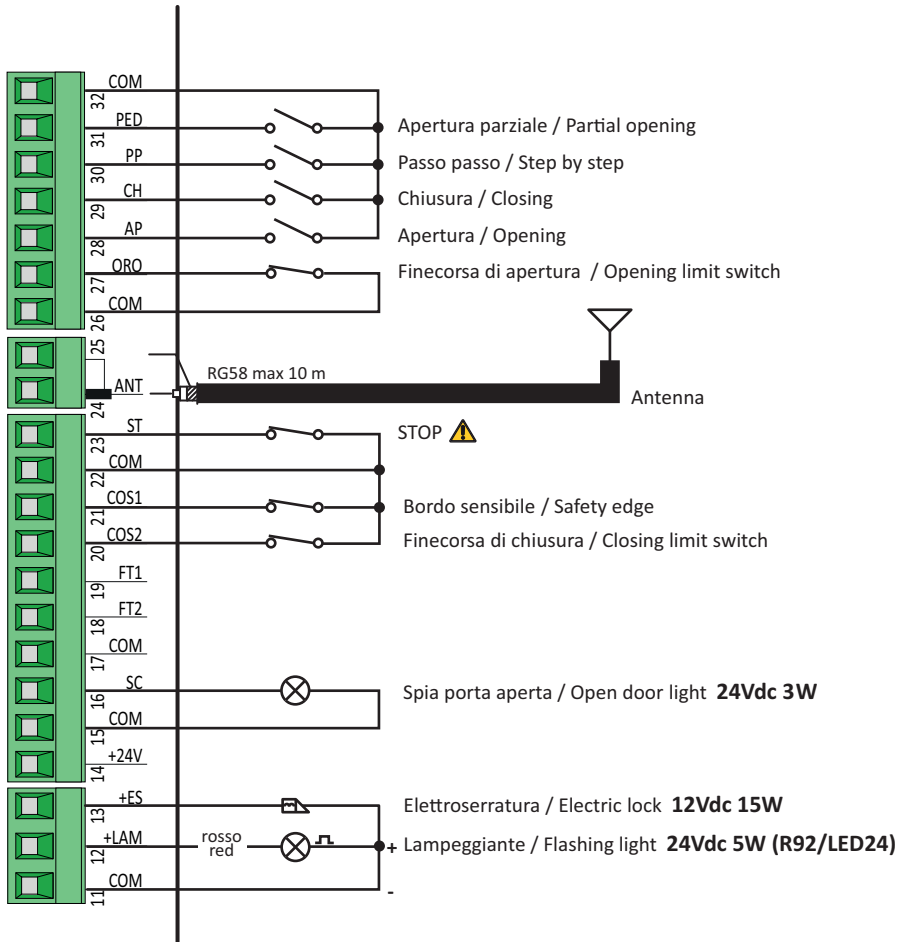 COM
32
PED
Apertura parziale / Partial opening
31
PP
Passo passo / Step by step
30
CH
Chiusura / Closing
29
AP
Apertura / Opening
28
ORO
Finecorsa di apertura / Opening limit switch
27
COM
26
25
RG58 max 10 m
ANT
Antenna
24
ST
STOP
23
COM
22
COS1
Bordo sensibile / Safety edge
21
COS2
Finecorsa di chiusura / Closing limit switch
20
FT1
19
FT2
18
COM
17
SC
Spia porta aperta / Open door light 24Vdc 3W
16
COM
15
+24V
14
+ES
Elettroserratura / Electric lock 12Vdc 15W
13
+LAM
rosso
red
+ Lampeggiante / Flashing light 24Vdc 5W (R92/LED24)
12
COM
-
11